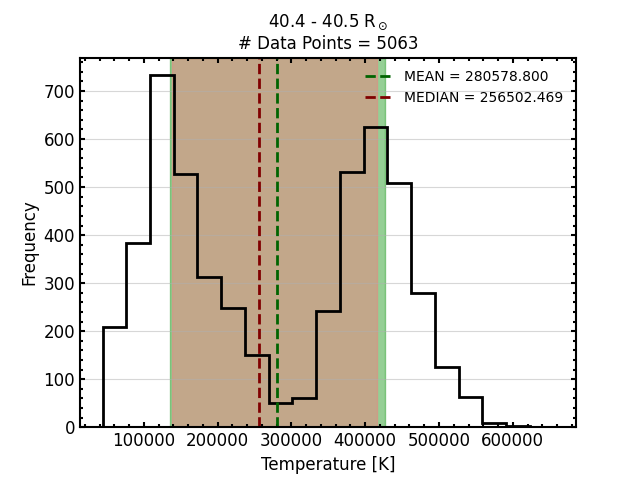 40.4 - 40.5 R⊙
# Data Points = 5063
MEAN = 280578.800
MEDIAN = 256502.469
Frequency
700
600
500
400
300
200
100
0
100000 200000 300000 400000 500000 600000
Temperature [K]